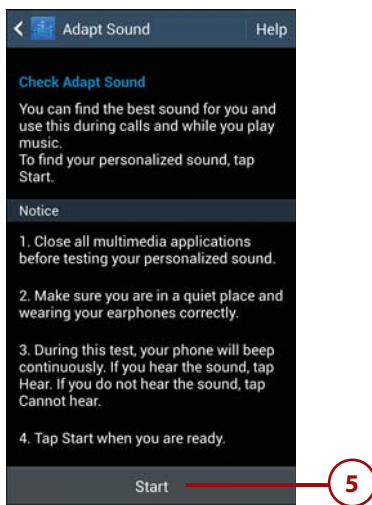 Adapt Sound Help
Check Adapt Sound
You can find the best sound for you and
use this during calls and while you play
music.
To find your personalized sound, tap
Start.
Notice
1. Close all multimedia applications
before testing your personalized sound.
2. Make sure you are in a quiet place and
wearing your earphones correctly.
3. During this test, your phone will beep
continuously. If you hear the sound, tap
Hear. If you do not hear the sound, tap
Cannot hear.
4. Tap Start when you are ready.
Start 5